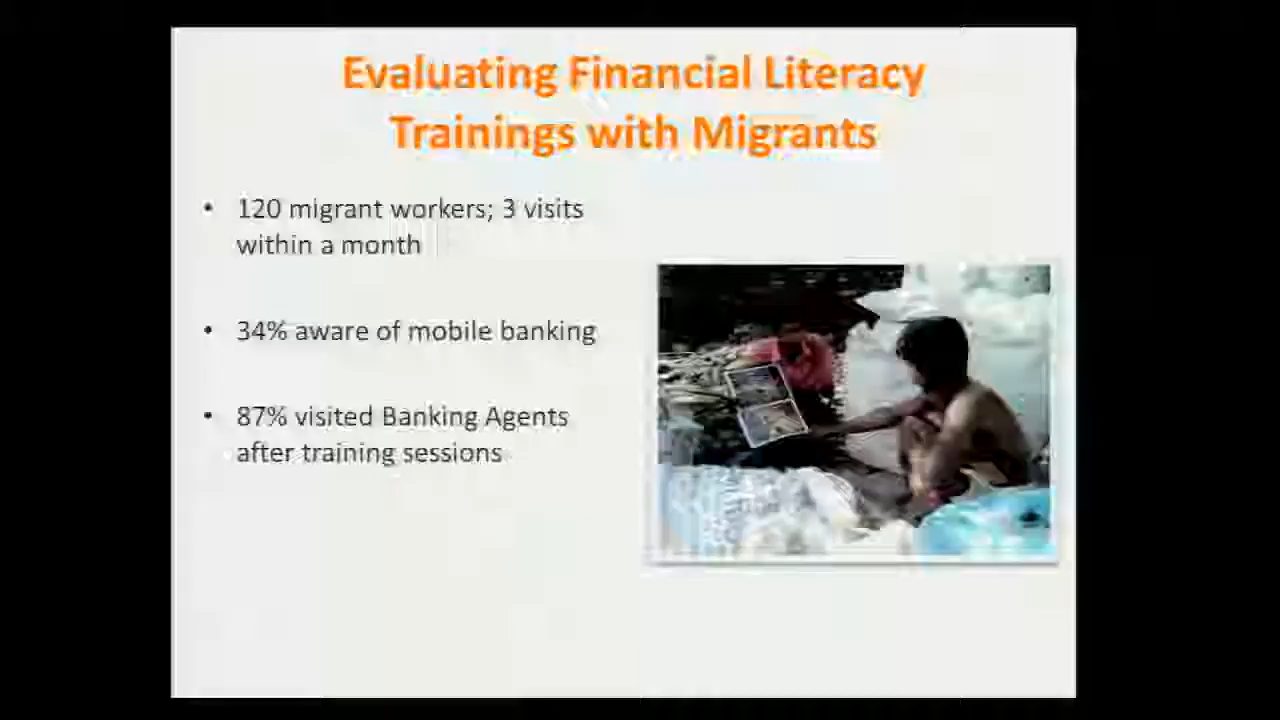 Evaluating Financial Literacy
Trainings with Migrants
• 120 migrant workers; 3 visits
within a month
• 34% aware of mobile banking
• 87% visited Banking Agents
after training sessions